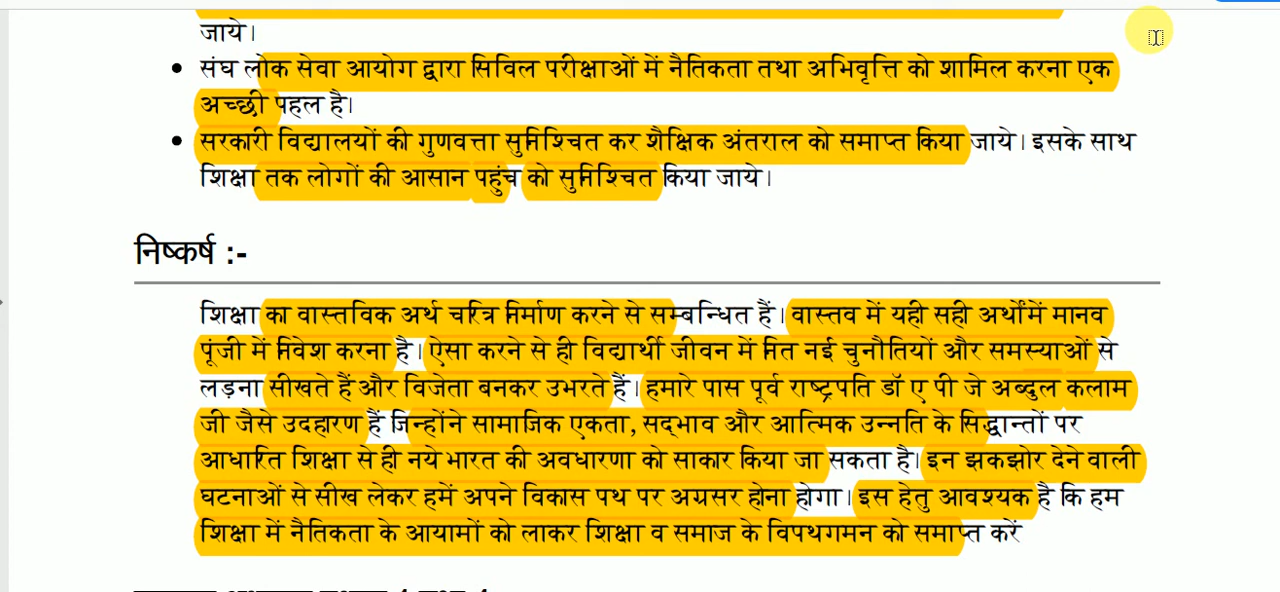 जाये।
• संघ लोक सेवा आयोग द्वारा सिविल परीक्षाओं में नैतिकता तथा अभिवृत्ति को शामिल करना एक
अच्छी पहल है।
• सरकारी विद्यालयों की गुणवत्ता सुनिश्चित कर शैक्षिक अंतराल को समाप्त किया जाये। इसके साथ
शिक्षा तक लोगों की आसान पहुंच को सुनिश्चित किया जाये।
निष्कर्ष :-
शिक्षा का वास्तविक अर्थ चरित्र निर्माण करने से सम्बन्धित हैं। वास्तव में यही सही अर्थोंमें मानव
पूंजी में निवेश करना है। ऐसा करने से ही विद्यार्थी जीवन में नित नई चुनौतियों और समस्याओं से
लड़ना सीखते हैं और विजेता बनकर उभरते हैं। हमारे पास पूर्व राष्ट्रपति डॉ ए पी जे अब्दुल कलाम
जी जैसे उदहारण हैं जिन्होंने सामाजिक एकता, सद्भाव और आत्मिक उन्नति के सिद्धान्तों पर
आधारित शिक्षा से ही नये भारत की अवधारणा को साकार किया जा सकता है। इन झकझोर देने वाली
घटनाओं से सीख लेकर हमें अपने विकास पथ पर अग्रसर होना होगा। इस हेतु आवश्यक है कि हम
शिक्षा में नैतिकता के आयामों को लाकर शिक्षा व समाज के विपथगमन को समाप्त करें